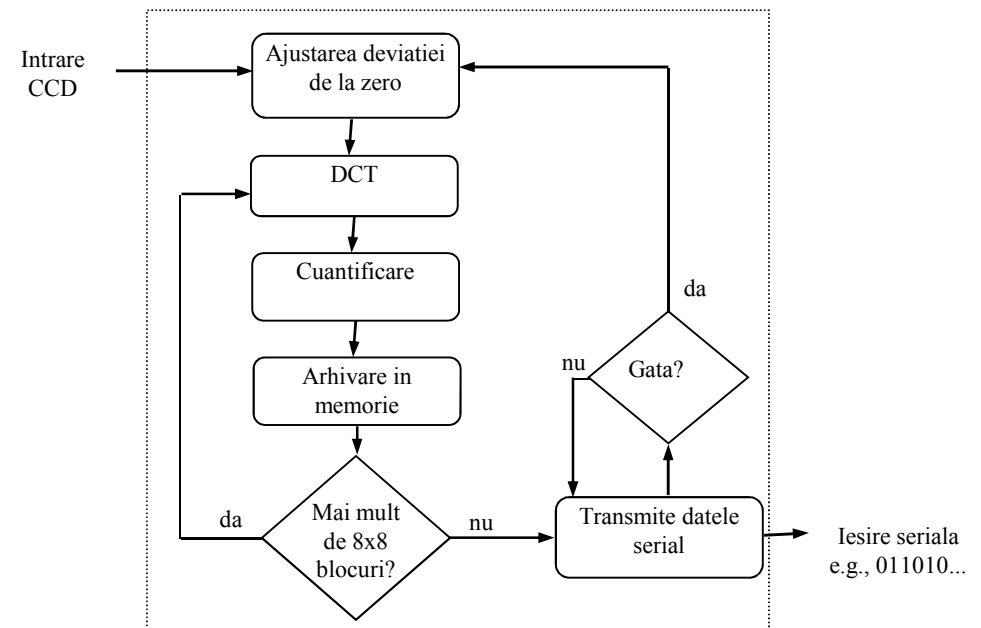 Intrare
CCD
Ajustarea deviatiei
de la zero
DCT
Cuantificare
Arhivare in
memorie
Mai mult
de 8x8
blocuri?
da
nu
Transmite datele
serial
Gata?
nu
da
Iesire seriala
e.g., 011010...